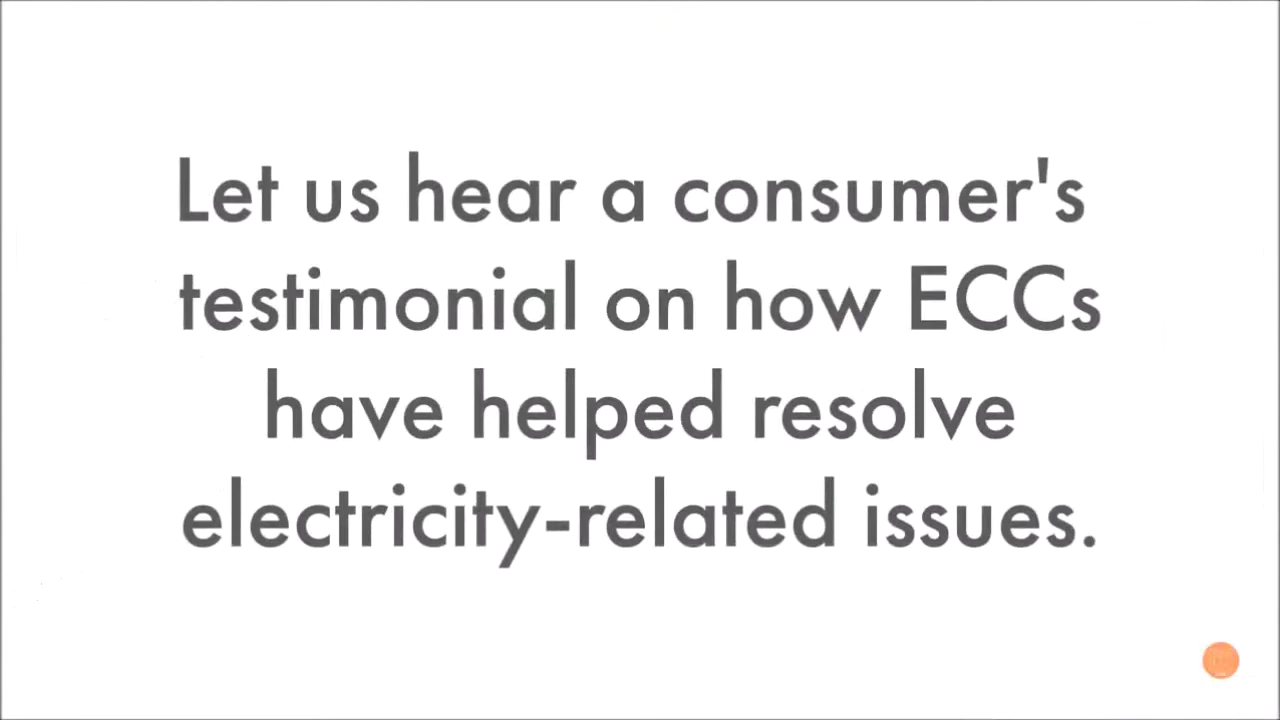 Let us hear a consumer's
testimonial on how ECCs
have helped resolve
electricity-related issues.